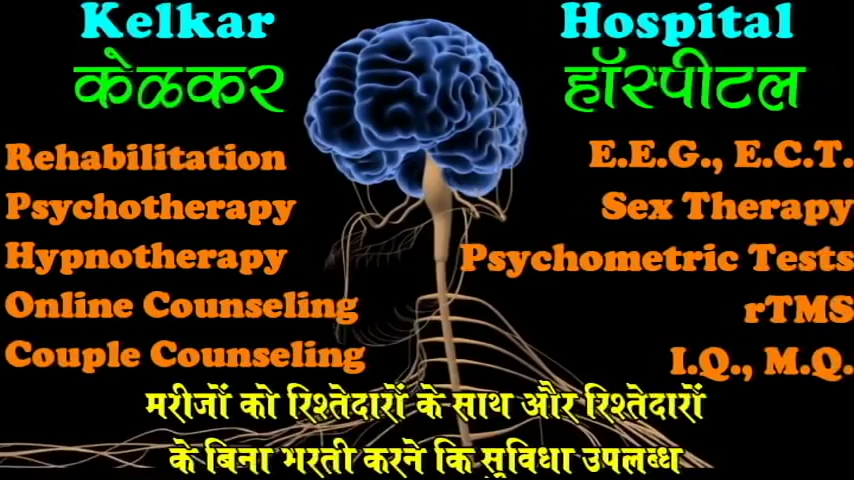 Kelkar Hospital
केळकर हॉस्पीटल
Rehabilitation
Psychotherapy
Hypnotherapy
Online Counseling
Couple Counseling
E.E.G., E.C.T.
Sex Therapy
Psychometric Tests
rTMS
I.Q., M.Q.
मरीजों को रिश्तेदारों के साथ और रिश्तेदारों
के बिना भरती करने कि सुविधा उपलब्ध